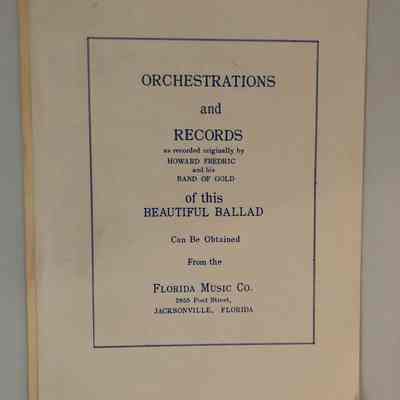 ORCHESTRATIONS
and
RECORDS
as recorded originally by
HOWARD FREDRIC
and his
BAND OF GOLD
of this
BEAUTIFUL BALLAD
Can Be Obtained
From the
FLORIDA MUSIC CO.
2955 Post Street,
JACKSONVILLE, FLORIDA